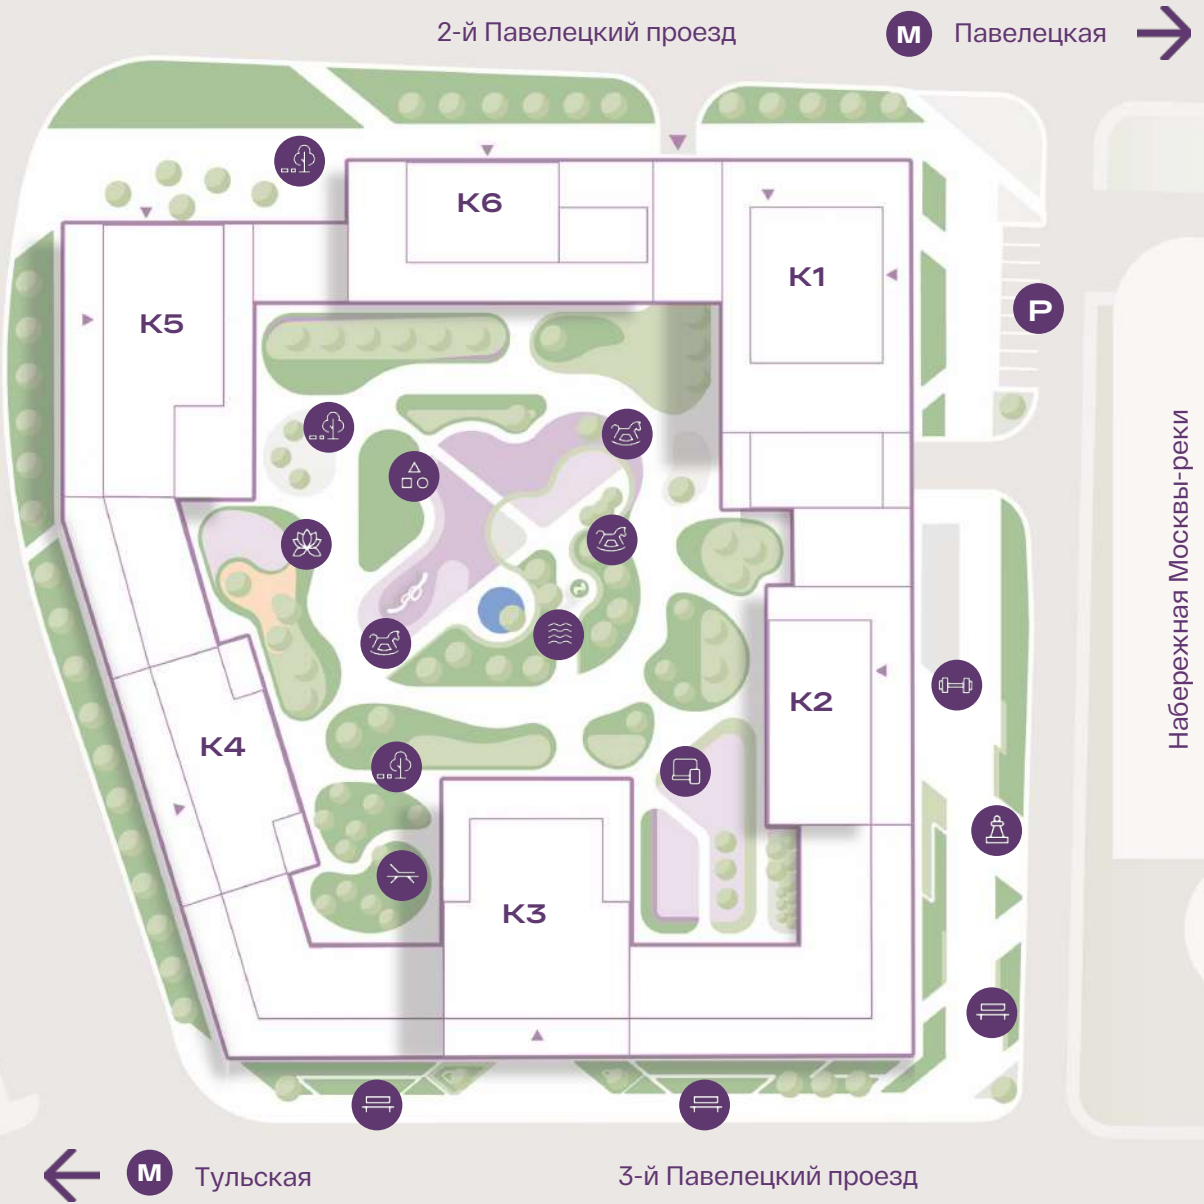 2-й Павелецкий проезд
М Павелецкая
К6
К1
К5
P
Набережная Москвы-реки
К2
К4
К3
М Тульская
3-й Павелецкий проезд